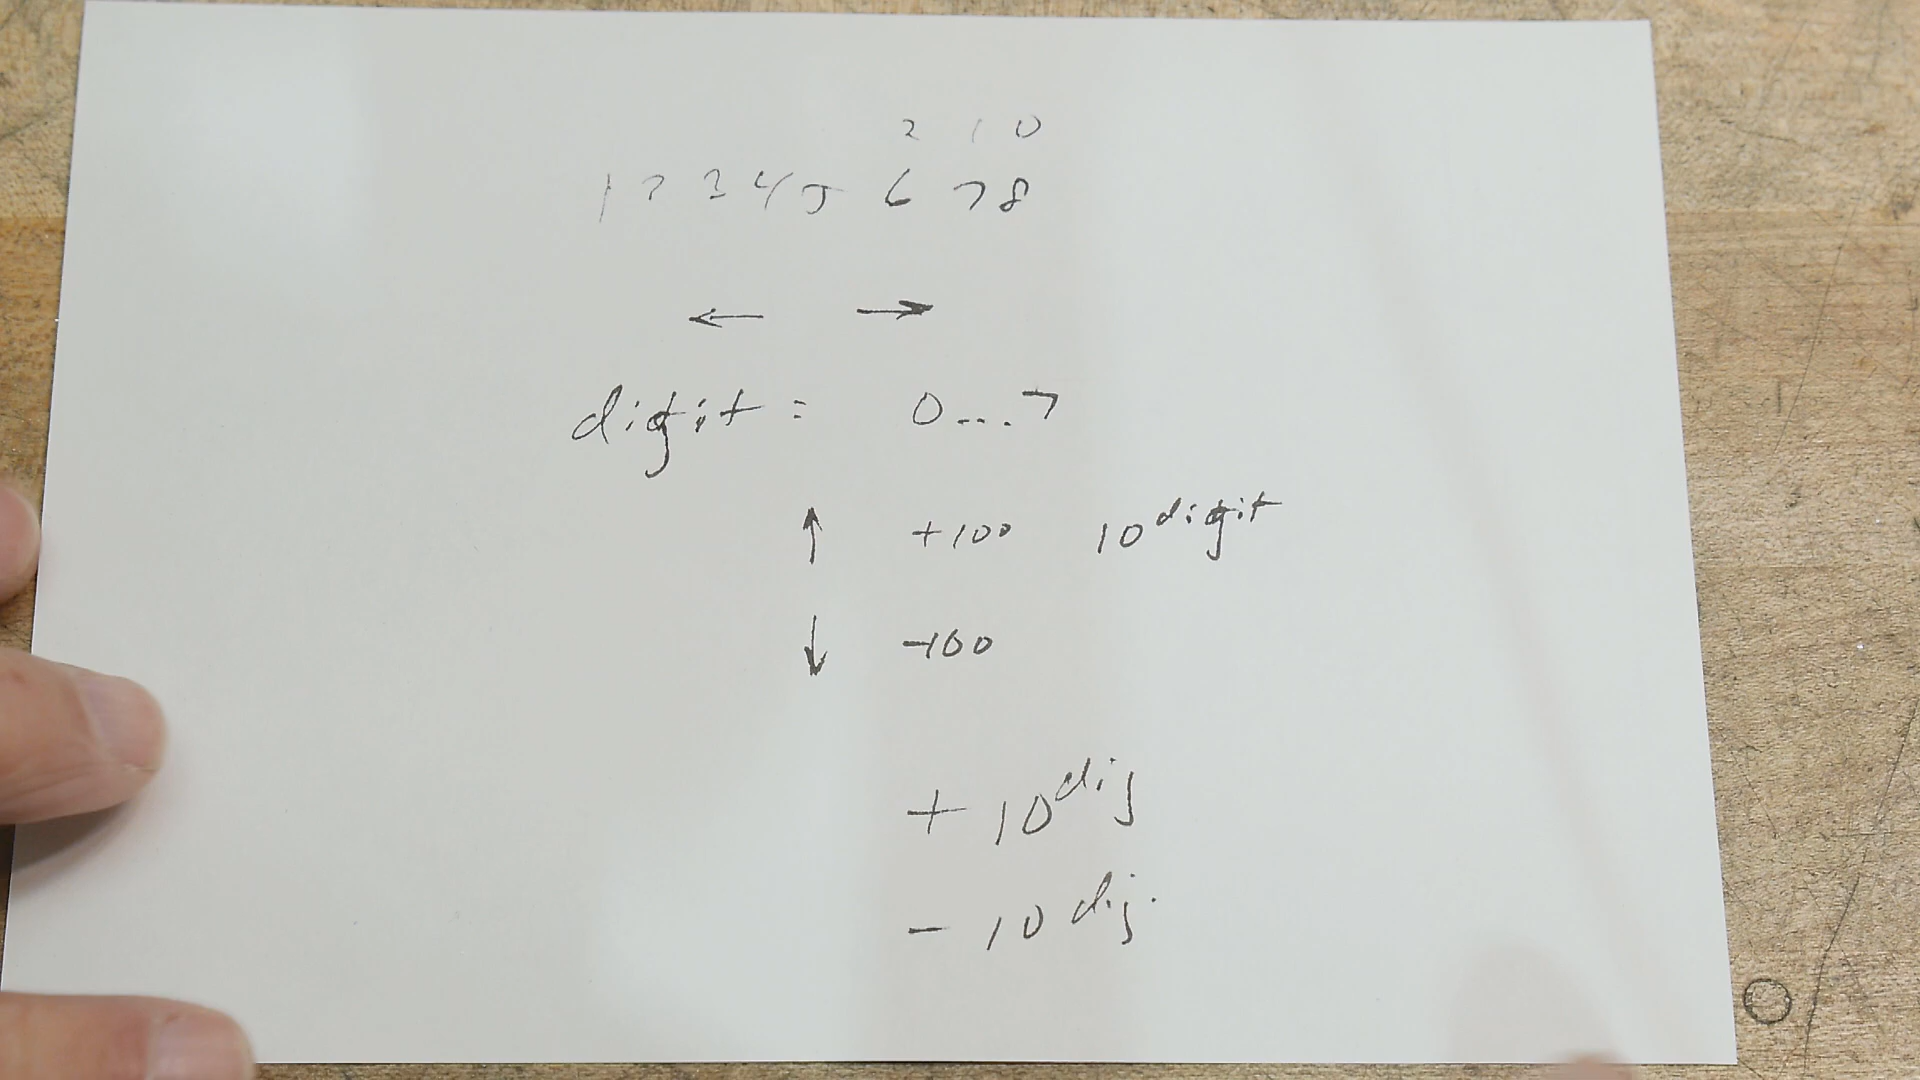 2 1 0
1 2 3 4 5 6 7 8
← →
digit = 0...7
↑ +100 10^digit
↓ -100
+ 10^dig
- 10^dig.